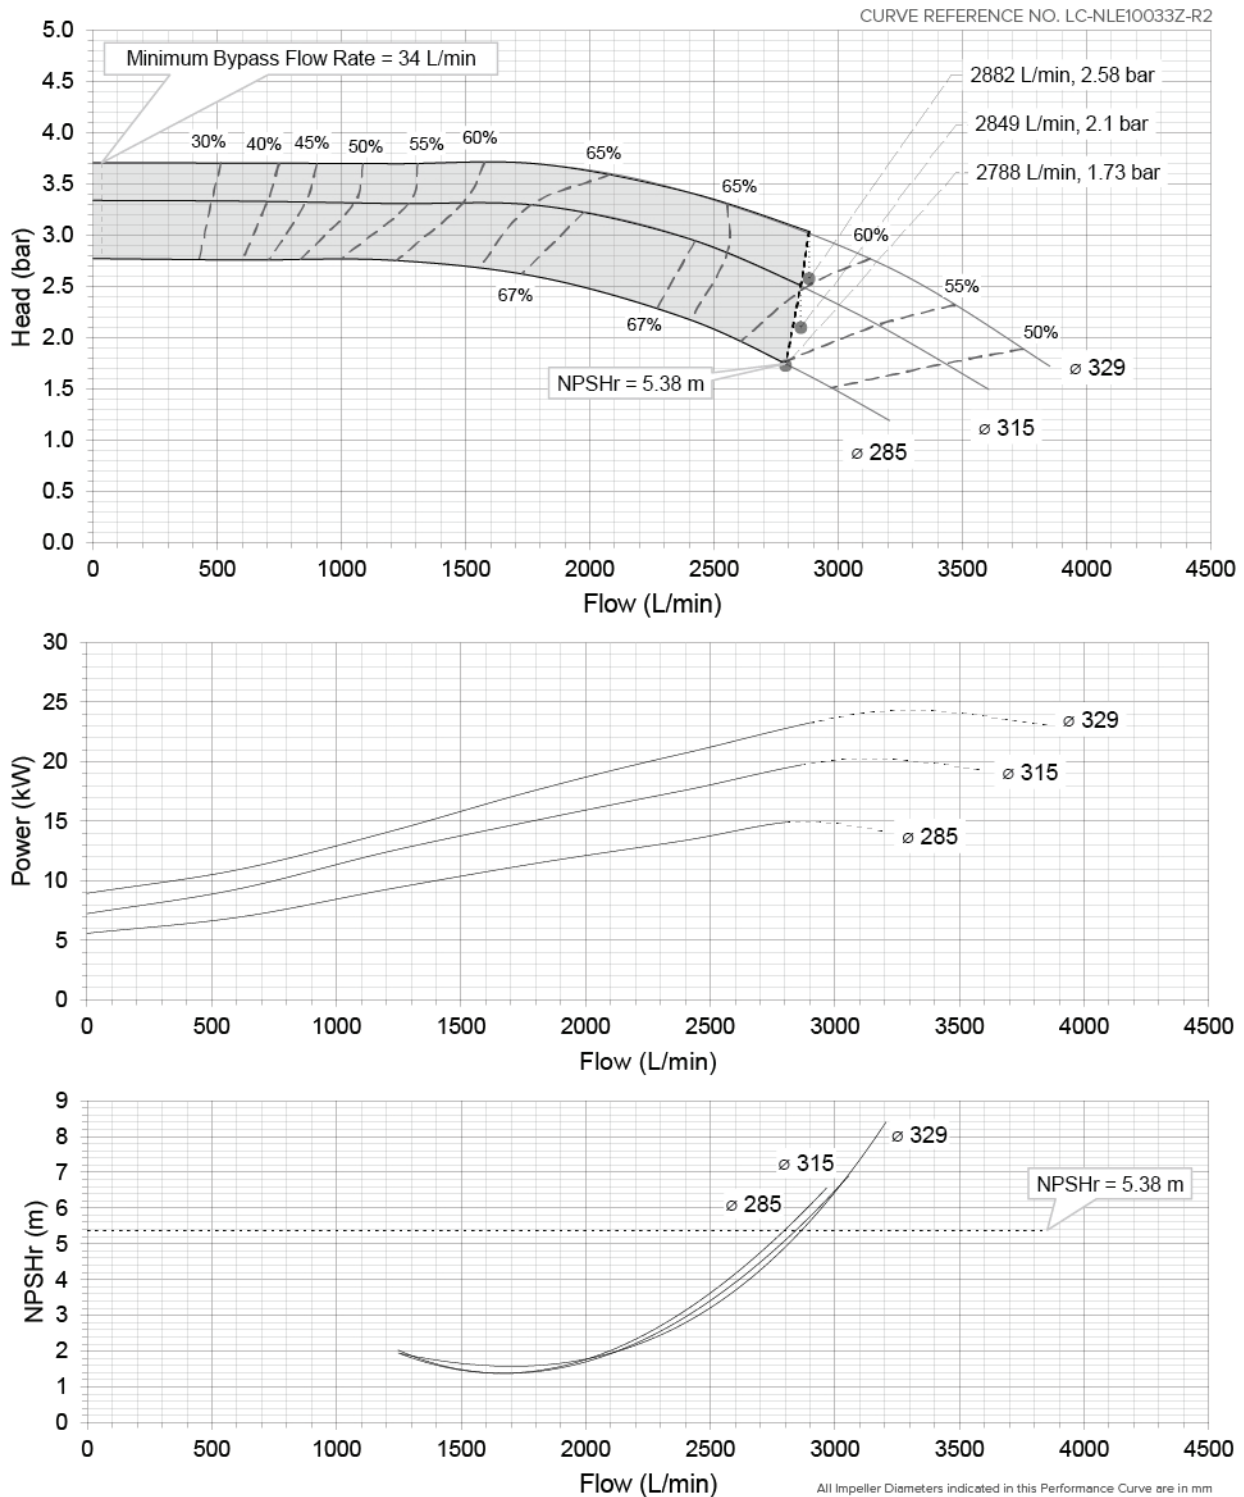 CURVE REFERENCE NO. LC-NLE10033Z-R2
Minimum Bypass Flow Rate = 34 L/min
2882 L/min, 2.58 bar
2849 L/min, 2.1 bar
2788 L/min, 1.73 bar
30% 40% 45% 50% 55% 60% 65% 65% 60% 55% 50%
67% 67%
NPSHr = 5.38 m
ø 329
ø 315
ø 285
Head (bar)
5.0
4.5
4.0
3.5
3.0
2.5
2.0
1.5
1.0
0.5
0.0
0 500 1000 1500 2000 2500 3000 3500 4000 4500
Flow (L/min)
Power (kW)
30
25
20
15
10
5
0
ø 329
ø 315
ø 285
0 500 1000 1500 2000 2500 3000 3500 4000 4500
Flow (L/min)
NPSHr (m)
9
8
7
6
5
4
3
2
1
0
ø 329
ø 315
ø 285
NPSHr = 5.38 m
0 500 1000 1500 2000 2500 3000 3500 4000 4500
Flow (L/min)
All Impeller Diameters indicated in this Performance Curve are in mm